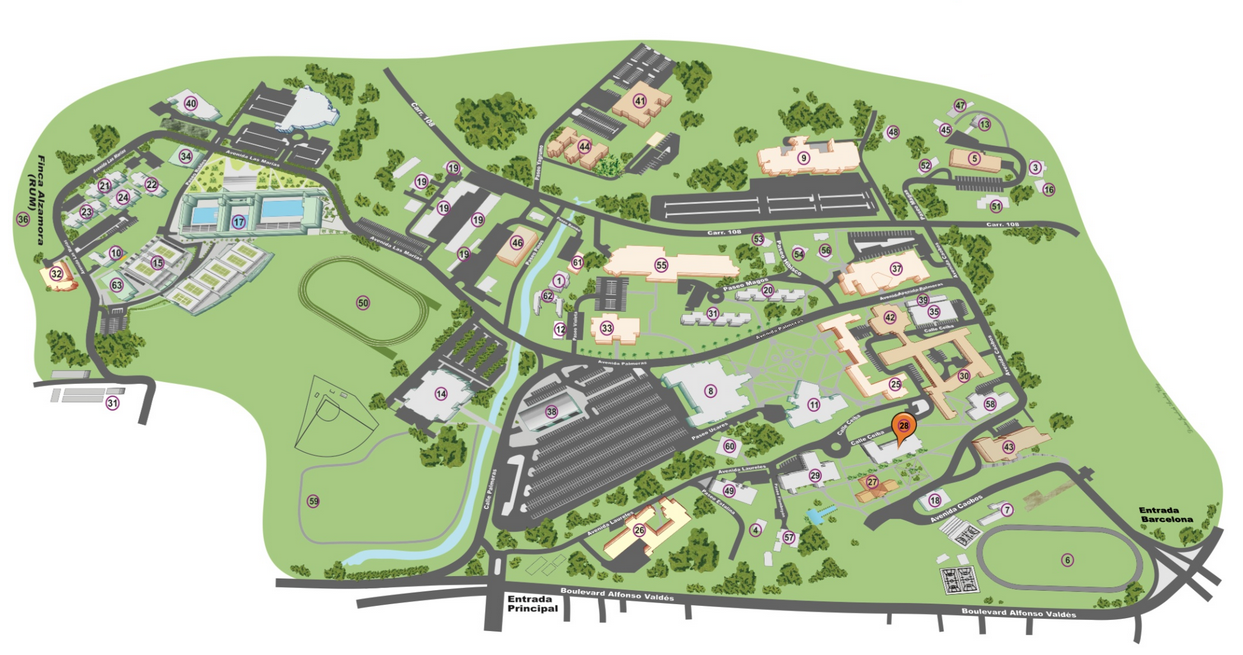 47
40
41
13
45
48
44
34
9
5
52
3
19
21
22
24
19
16
51
23
19
19
17
36
Finca Alzamora
(RUM)
Carr. 108
Avenida Las Marías
Carr. 108
Carr. 108
Avenida Las Marías
46
53
56
54
10
15
19
61
55
37
32
63
1
62
Paseo Magno
20
50
39
35
31
42
12
33
Calle Ceiba
Avenida Palmeras
Avenida Palmeras
30
25
14
8
31
38
11
58
28
Paseo Ucares
Calle Ceiba
Calle Ceiba
60
43
Avenida Laureles
29
27
49
59
Calle Palmeras
18
7
Avenida Caobos
Entrada
Barcelona
Avenida Laureles
26
4
57
6
Boulevard Alfonso Valdés
Entrada
Principal
Boulevard Alfonso Valdés